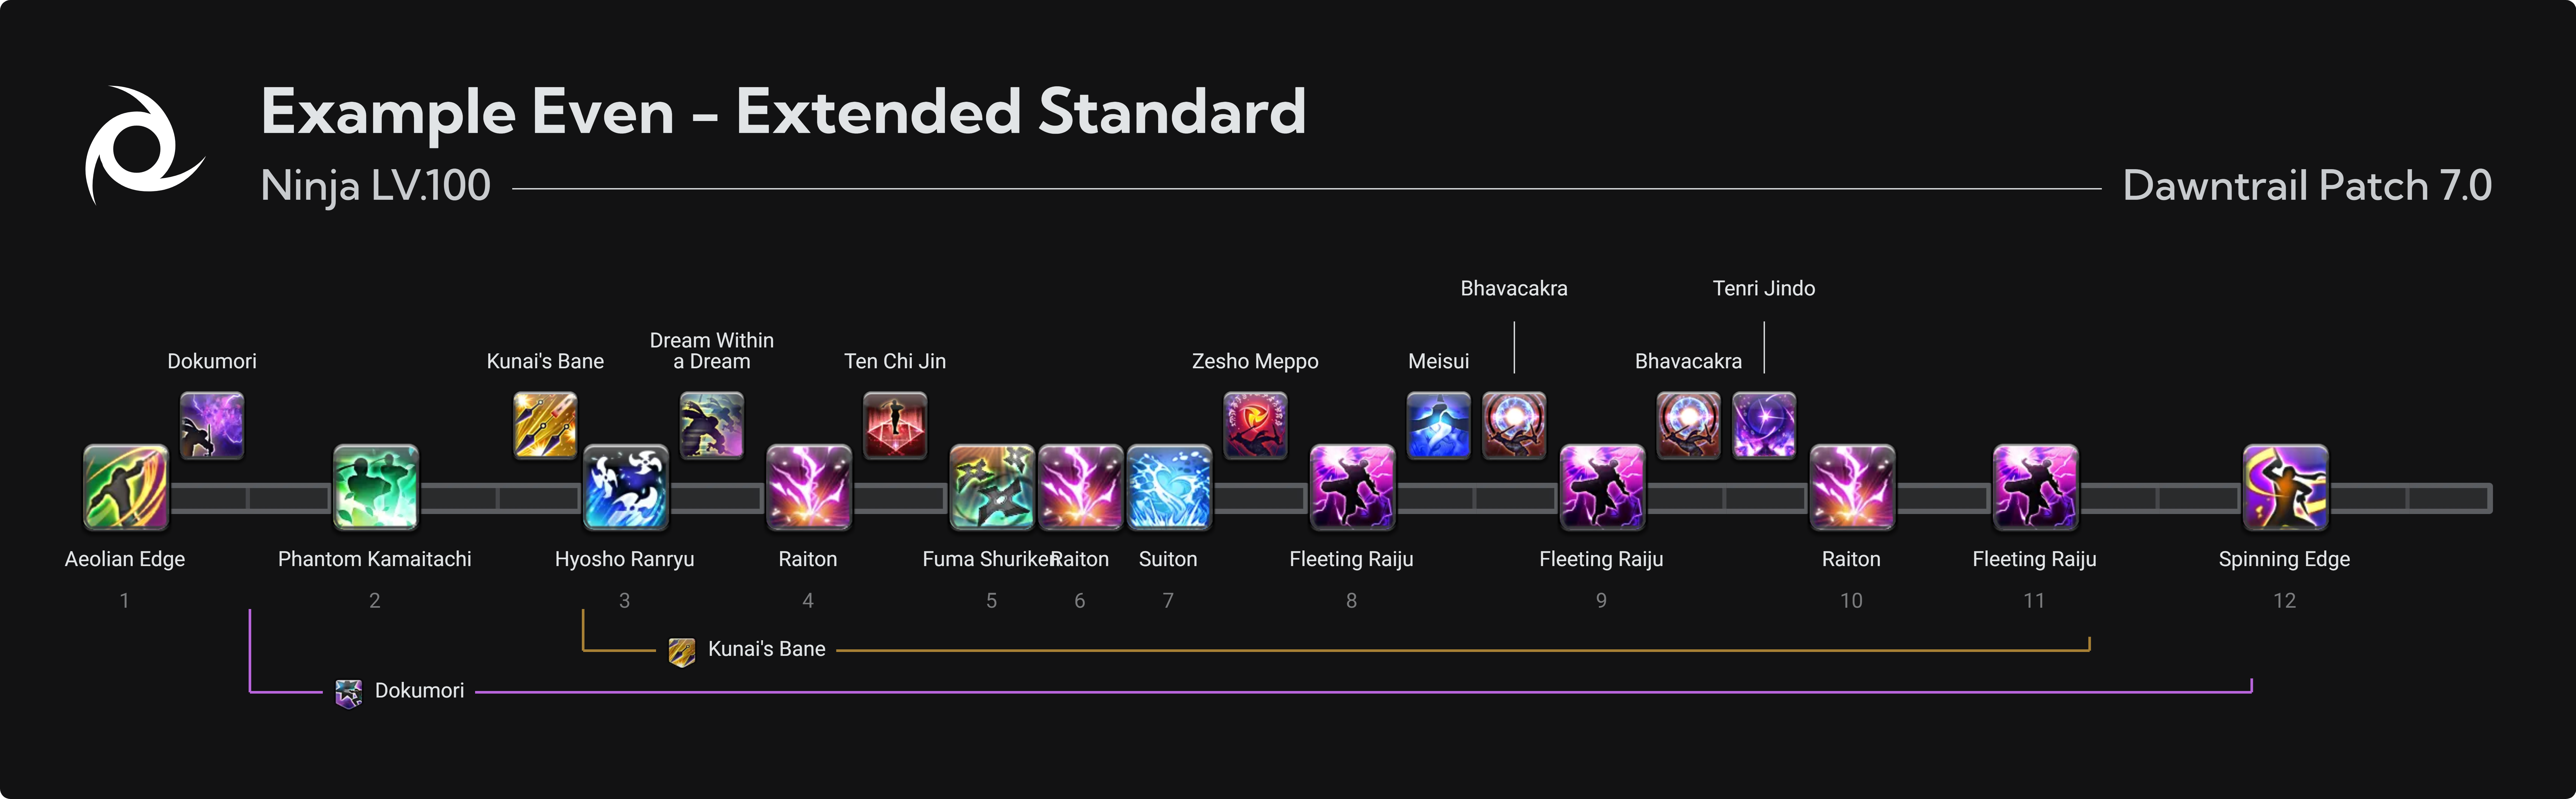 Example Even - Extended Standard
Ninja LV.100
Dawntrail Patch 7.0
Bhavacakra
Tenri Jindo
Dokumori
Kunai's Bane
Dream Within
a Dream
Ten Chi Jin
Zesho Meppo
Meisui
Bhavacakra
Aeolian Edge
Phantom Kamaitachi
Hyosho Ranryu
Raiton
Fuma Shuriken
Raiton
Suiton
Fleeting Raiju
Fleeting Raiju
Raiton
Fleeting Raiju
Spinning Edge
1
2
3
4
5
6
7
8
9
10
11
12
Kunai's Bane
Dokumori